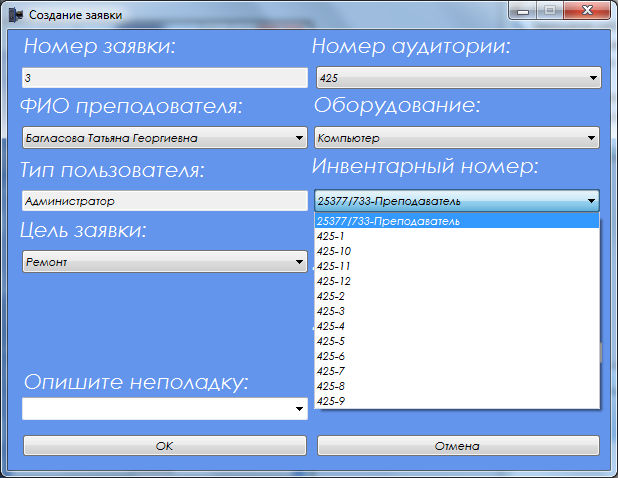 Создание заявки
Номер заявки:
Номер аудитории:
3
425
ФИО преподователя:
Оборудование:
Багласова Татьяна Георгиевна
Компьютер
Тип пользователя:
Инвентарный номер:
Администратор
25377/733-Преподаватель
Цель заявки:
Ремонт
25377/733-Преподаватель
425-1
425-10
425-11
425-12
425-2
425-3
425-4
425-5
425-6
425-7
425-8
425-9
Опишите неполадку:
ОК
Отмена